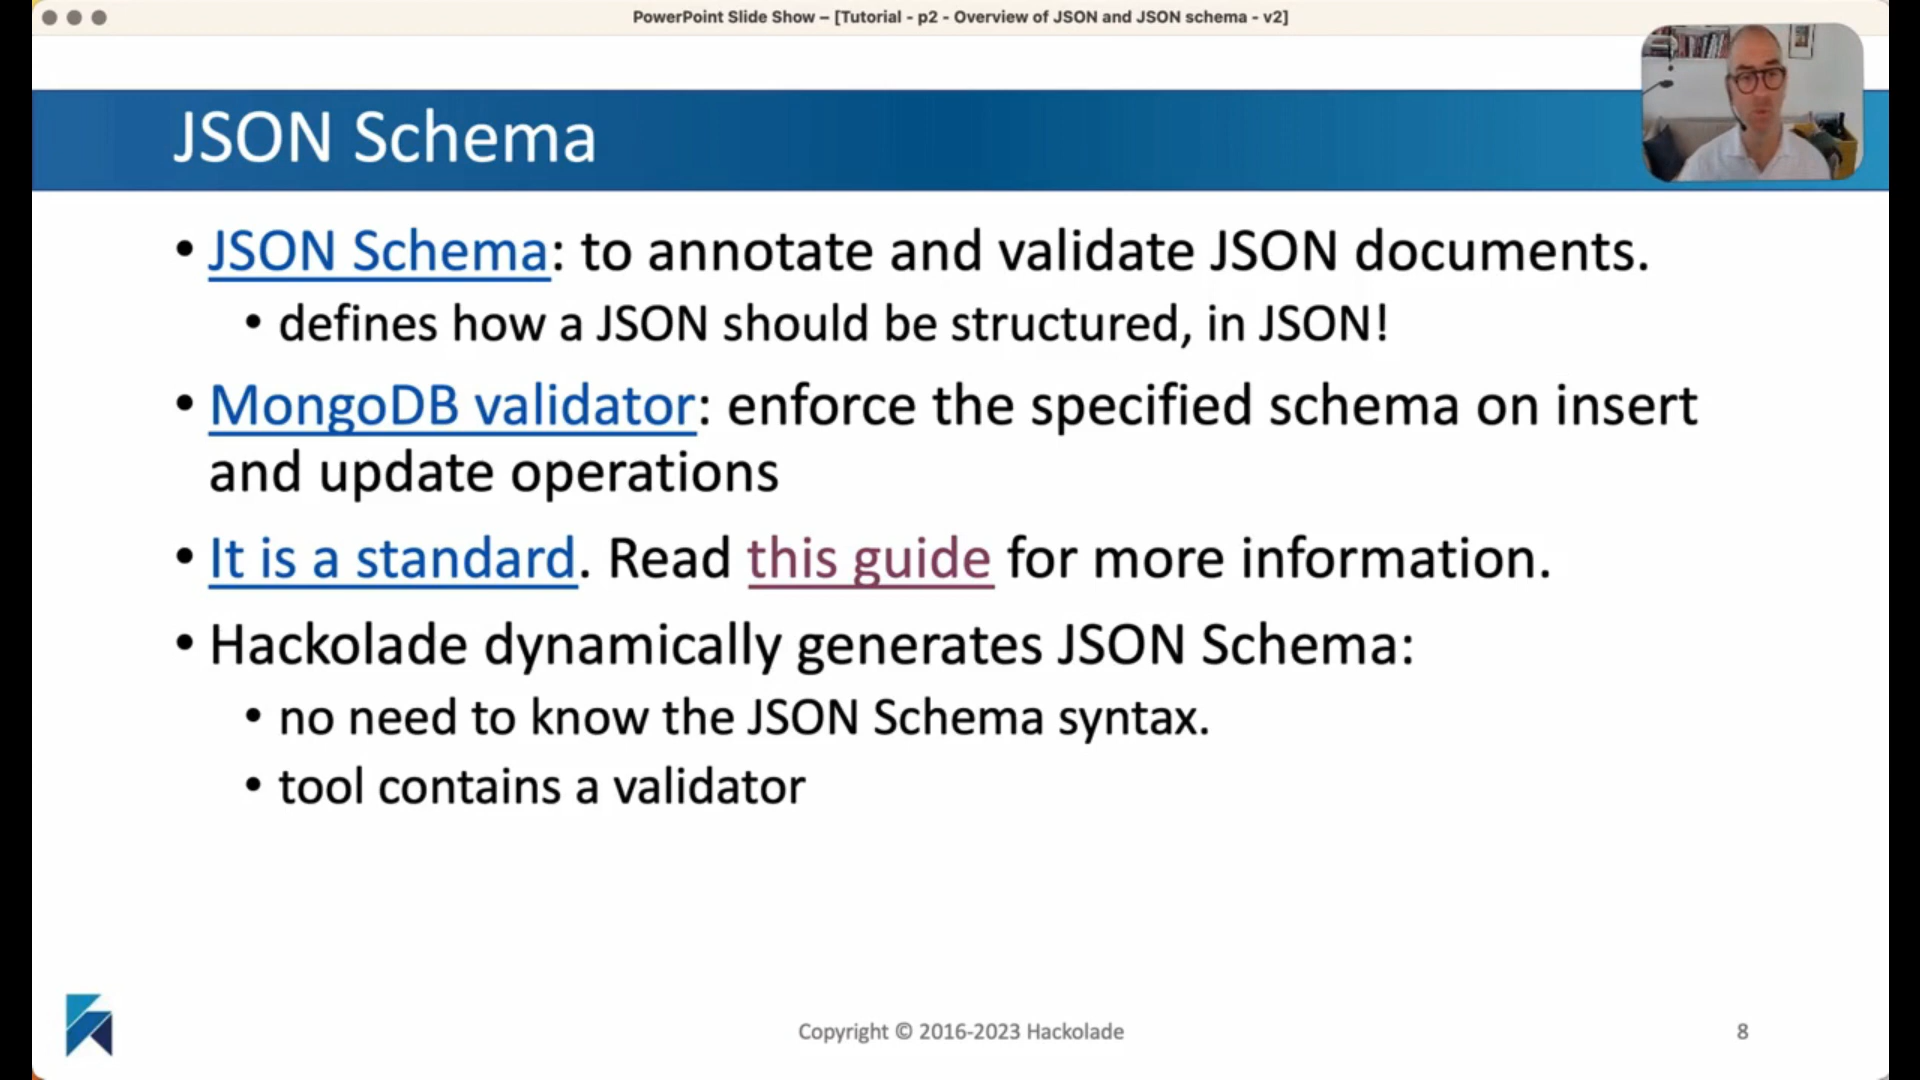 PowerPoint Slide Show – [Tutorial - p2 - Overview of JSON and JSON schema - v2]
JSON Schema
• JSON Schema: to annotate and validate JSON documents.
• defines how a JSON should be structured, in JSON!
• MongoDB validator: enforce the specified schema on insert
and update operations
• It is a standard. Read this guide for more information.
• Hackolade dynamically generates JSON Schema:
• no need to know the JSON Schema syntax.
• tool contains a validator
Copyright © 2016-2023 Hackolade
8